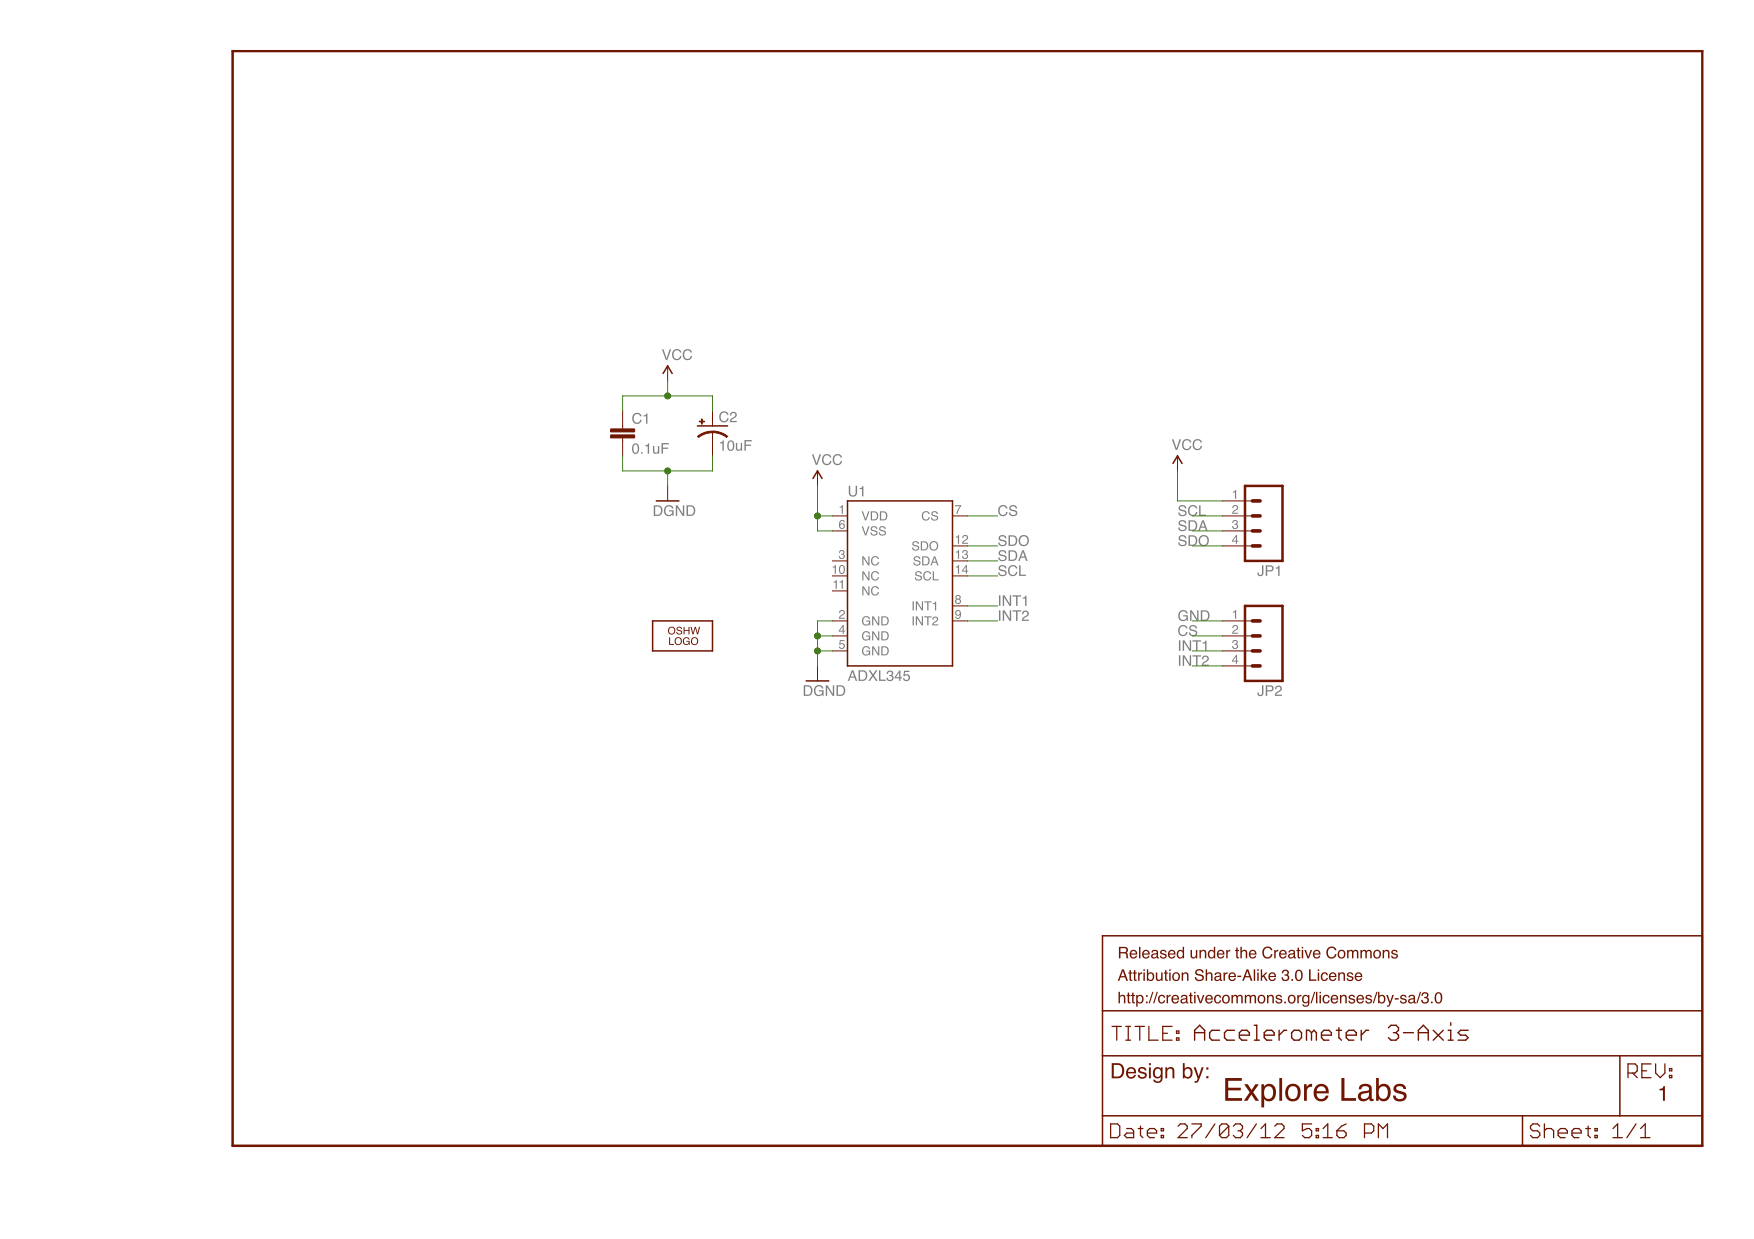 VCC
C1
0.1uF
C2
10uF
DGND
OSHW
LOGO
VCC
U1
1 VDD
6 VSS
3 NC
10 NC
11 NC
2 GND
4 GND
5 GND
CS 7 CS
SDO 12 SDO
SDA 13 SDA
SCL 14 SCL
INT1 8 INT1
INT2 9 INT2
ADXL345
DGND
VCC
1
SCL 2
SDA 3
SDO 4
JP1
GND 1
CS 2
INT1 3
INT2 4
JP2
Released under the Creative Commons
Attribution Share-Alike 3.0 License
http://creativecommons.org/licenses/by-sa/3.0
TITLE: Accelerometer 3-Axis
Design by: Explore Labs
REV:
1
Date: 27/03/12 5:16 PM
Sheet: 1/1